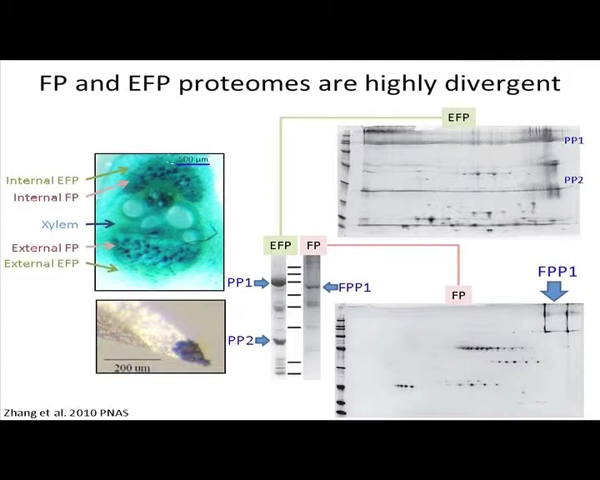 FP and EFP proteomes are highly divergent
EFP
500 µm
Internal EFP
Internal FP
Xylem
External FP
External EFP
PP1
PP2
EFP
FP
PP1
FPP1
PP2
FP
FPP1
200 um
Zhang et al. 2010 PNAS